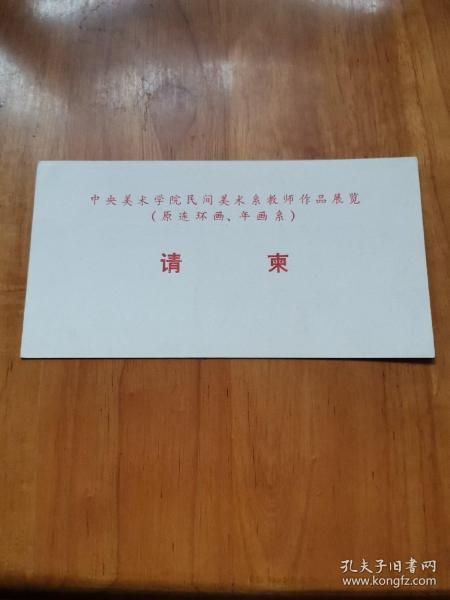 中央美术学院民间美术系教师作品展览
(原连环画、年画系)
请 柬
孔夫子旧书网
www.kongfz.com